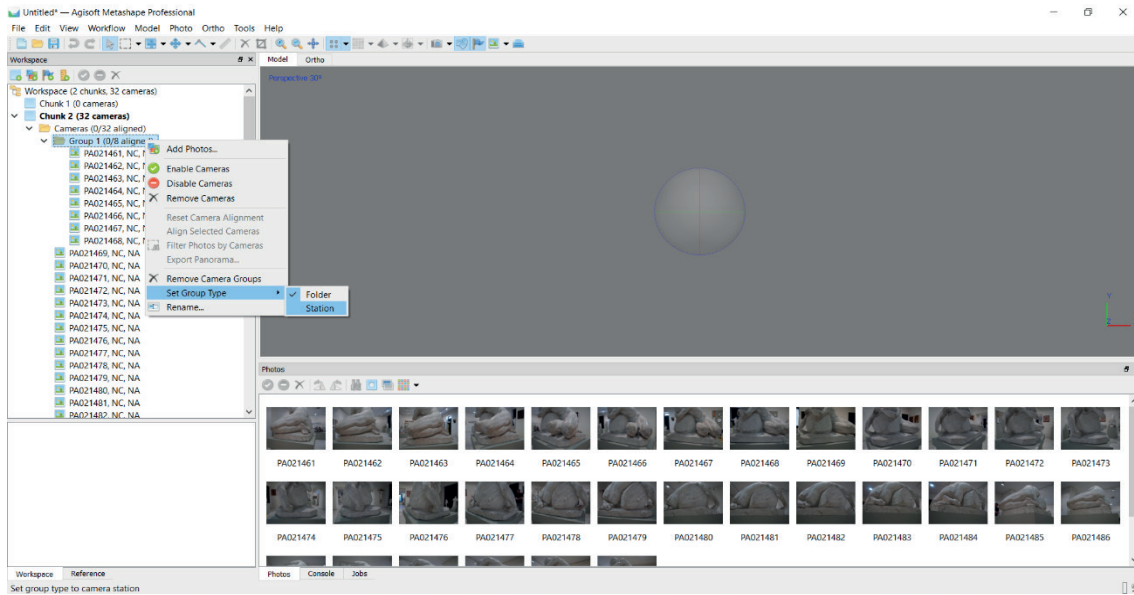 Untitled* — Agisoft Metashape Professional
File Edit View Workflow Model Photo Ortho Tools Help
Workspace
Model Ortho
Perspective 30°
Workspace (2 chunks, 32 cameras)
Chunk 1 (0 cameras)
Chunk 2 (32 cameras)
Cameras (0/32 aligned)
Group 1 (0/8 aligne
PA021461, NC,
PA021462, NC,
PA021463, NC,
PA021464, NC,
PA021465, NC,
PA021466, NC,
PA021467, NC,
PA021468, NC,
PA021469, NC, NA
PA021470, NC, NA
PA021471, NC, NA
PA021472, NC, NA
PA021473, NC, NA
PA021474, NC, NA
PA021475, NC, NA
PA021476, NC, NA
PA021477, NC, NA
PA021478, NC, NA
PA021479, NC, NA
PA021480, NC, NA
PA021481, NC, NA
PA021482, NC, NA
Add Photos...
Enable Cameras
Disable Cameras
Remove Cameras
Reset Camera Alignment
Align Selected Cameras
Filter Photos by Cameras
Export Panorama...
Remove Camera Groups
Set Group Type
Rename...
Folder
Station
Y
Z
Photos
PA021461 PA021462 PA021463 PA021464 PA021465 PA021466 PA021467 PA021468 PA021469 PA021470 PA021471 PA021472 PA021473
PA021474 PA021475 PA021476 PA021477 PA021478 PA021479 PA021480 PA021481 PA021482 PA021483 PA021484 PA021485 PA021486
Workspace Reference
Photos Console Jobs
Set group type to camera station